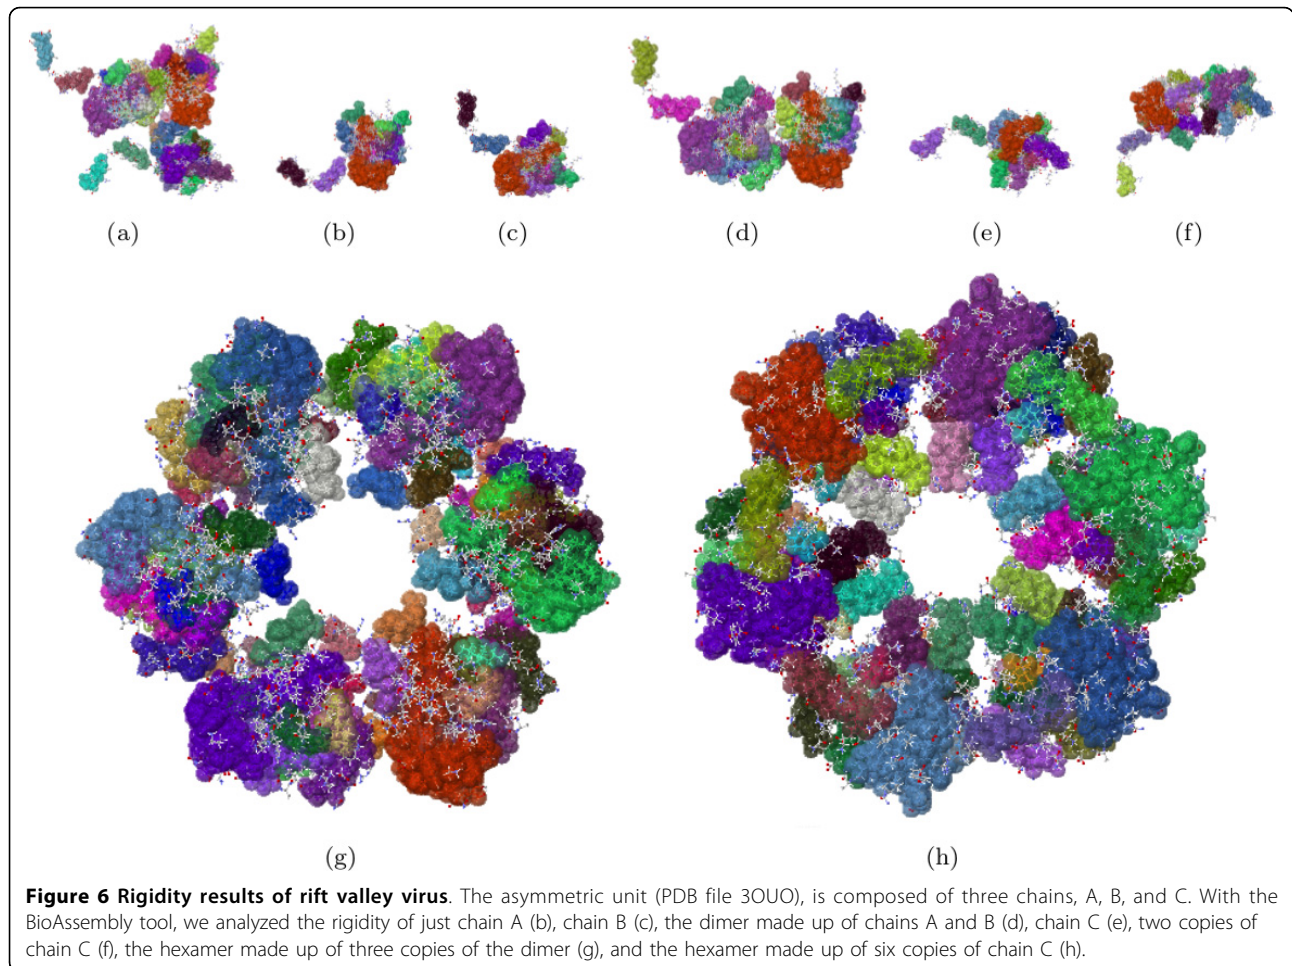 (a)
(b)
(c)
(d)
(e)
(f)
(g)
(h)
Figure 6 Rigidity results of rift valley virus. The asymmetric unit (PDB file 3OUO), is composed of three chains, A, B, and C. With the
BioAssembly tool, we analyzed the rigidity of just chain A (b), chain B (c), the dimer made up of chains A and B (d), chain C (e), two copies of
chain C (f), the hexamer made up of three copies of the dimer (g), and the hexamer made up of six copies of chain C (h).